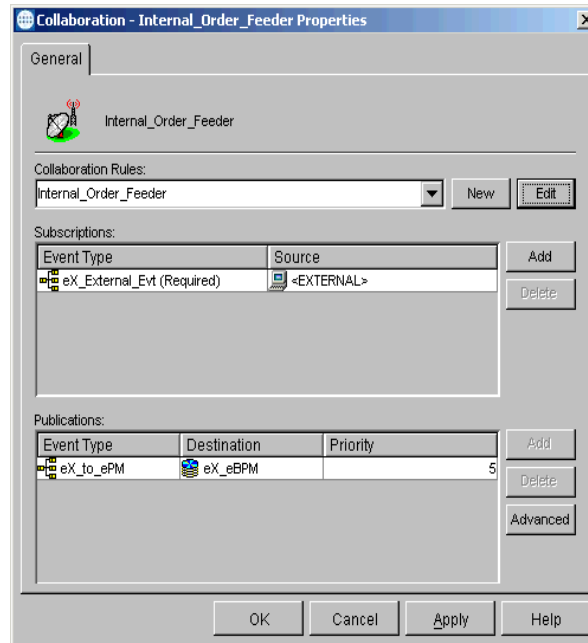 Collaboration - Internal_Order_Feeder Properties
General
Internal_Order_Feeder
Collaboration Rules:
Internal_Order_Feeder New Edit
Subscriptions:
Event Type Source Add
eX_External_Evt (Required) <EXTERNAL>
Delete
Publications:
Event Type Destination Priority Add
eX_to_ePM eX_eBPM 5
Delete
Advanced
OK Cancel Apply Help